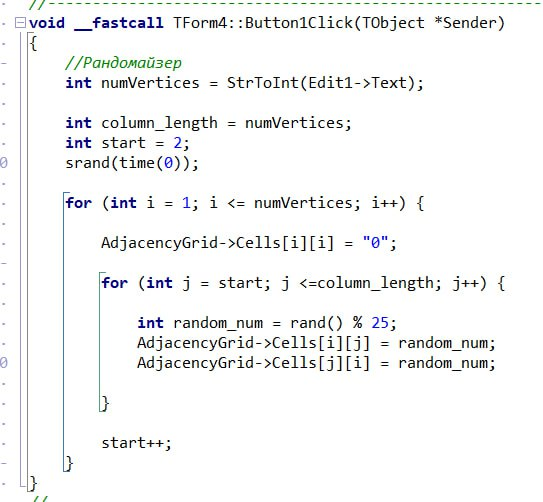 //----------------------------------------------------------
void __fastcall TForm4::Button1Click(TObject *Sender)
{
//Рандомайзер
int numVertices = StrToInt(Edit1->Text);
int column_length = numVertices;
int start = 2;
0 srand(time(0));
for (int i = 1; i <= numVertices; i++) {
AdjacencyGrid->Cells[i][i] = "0";
for (int j = start; j <=column_length; j++) {
int random_num = rand() % 25;
AdjacencyGrid->Cells[i][j] = random_num;
0 AdjacencyGrid->Cells[j][i] = random_num;
}
start++;
}
}
//